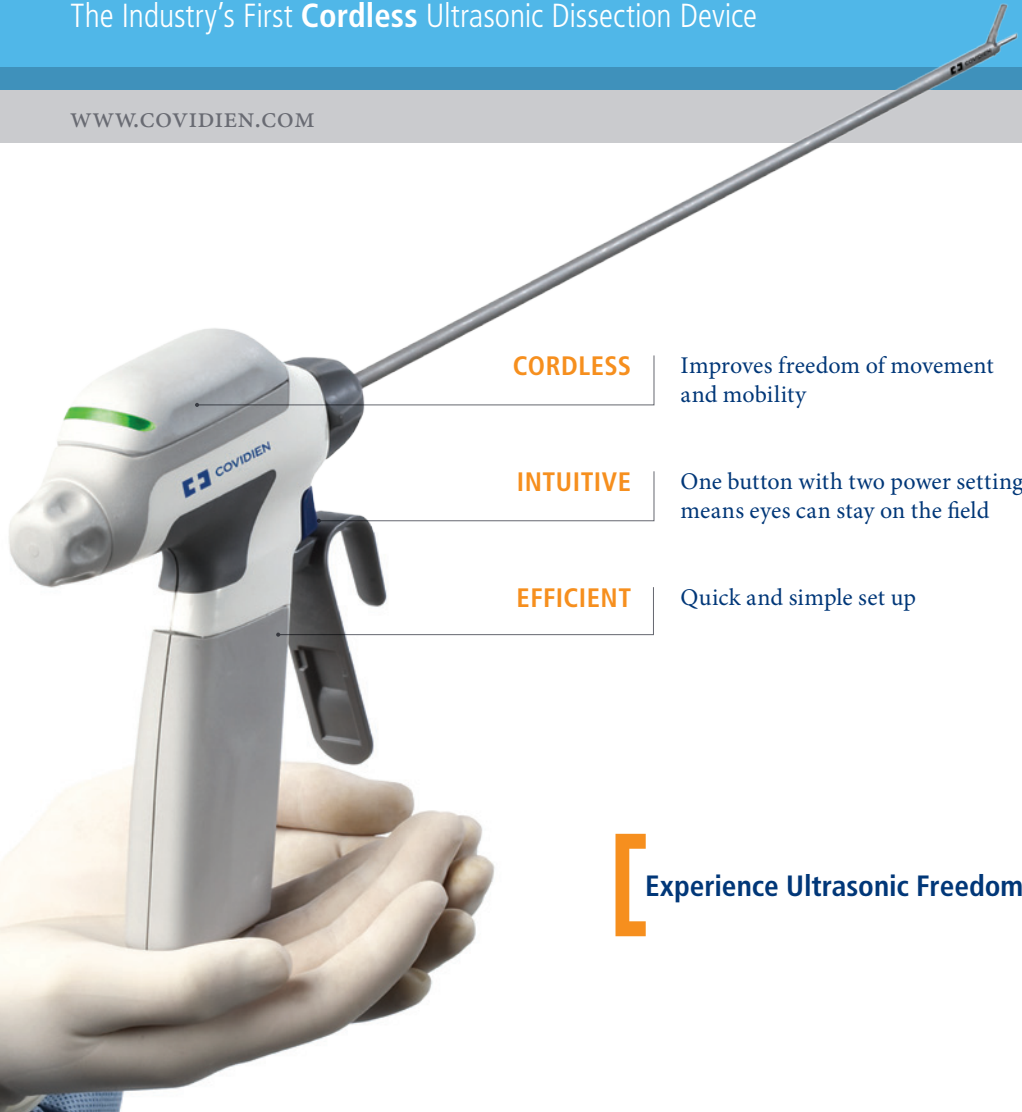 The Industry's First Cordless Ultrasonic Dissection Device
WWW.COVIDIEN.COM
COVIDIEN
CORDLESS
Improves freedom of movement
and mobility
COVIDIEN
INTUITIVE
One button with two power setting
means eyes can stay on the field
EFFICIENT
Quick and simple set up
Experience Ultrasonic Freedom